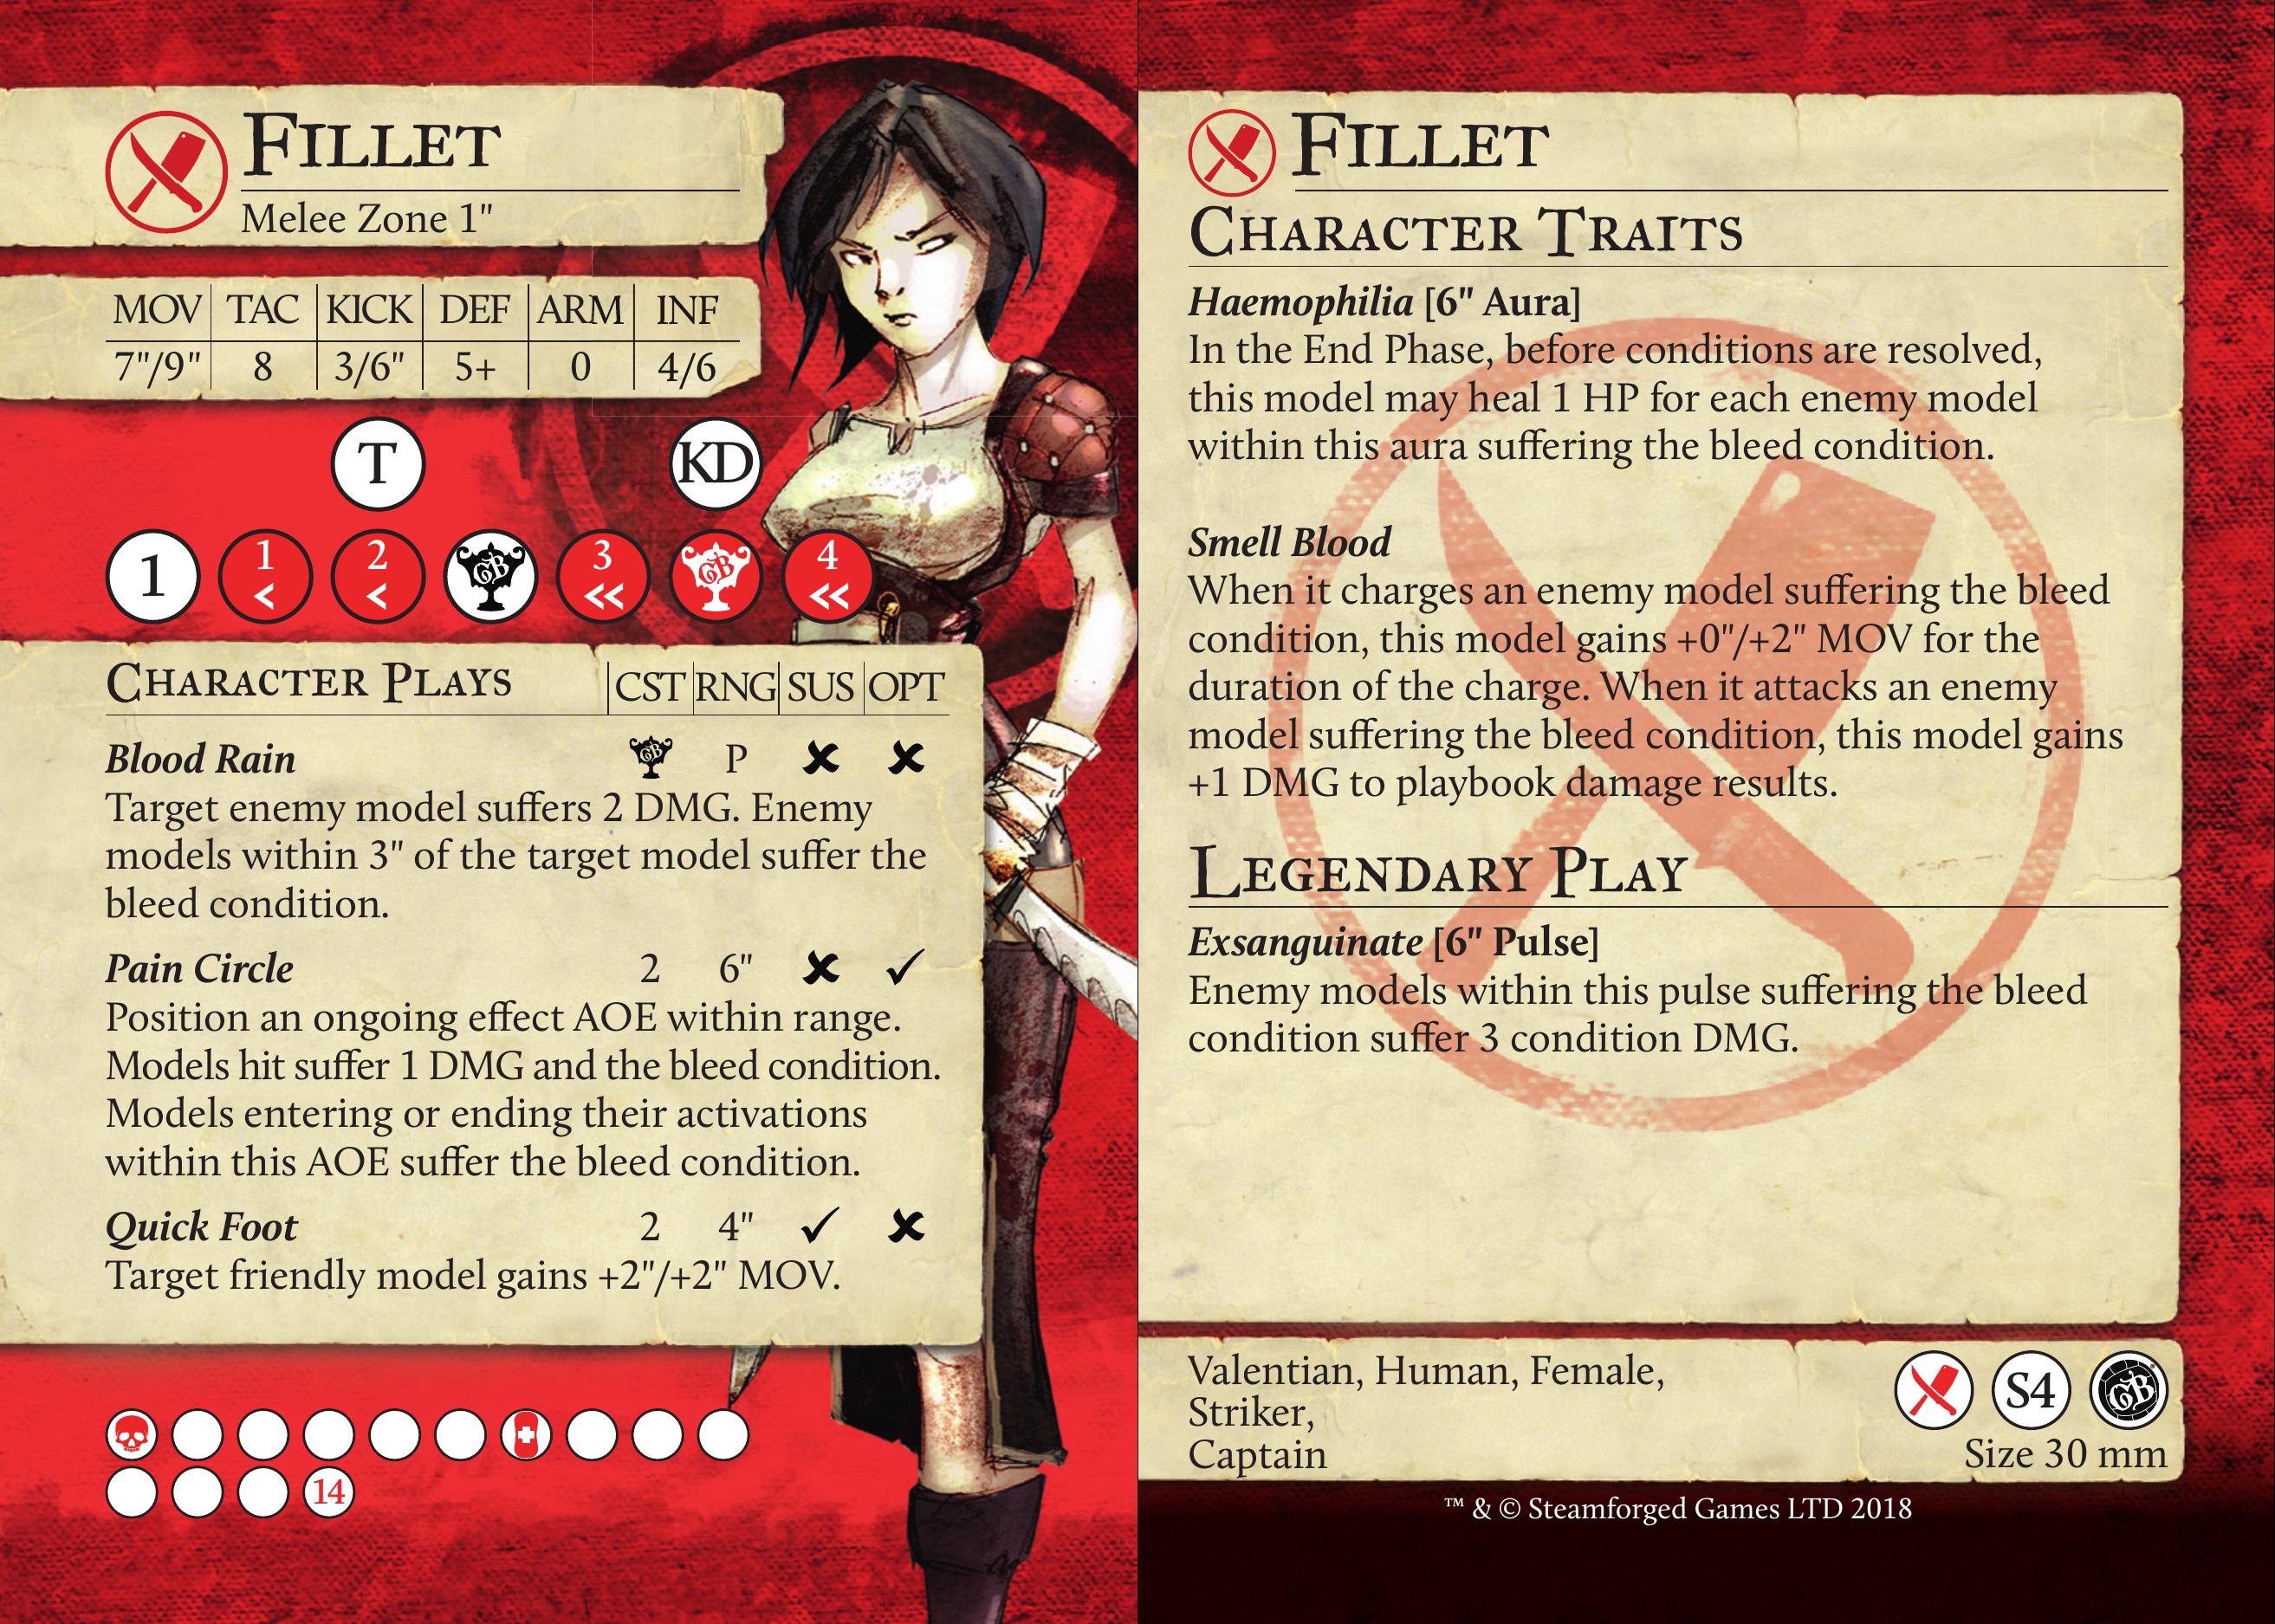 FILLET
Melee Zone 1"
MOV TAC KICK DEF ARM INF
7"/9" 8 3/6" 5+ 0 4/6
T KD
1 1 < 2 < GB 3 << GB 4 <<
CHARACTER PLAYS CST RNG SUS OPT
Blood Rain GB P ✘ ✘
Target enemy model suffers 2 DMG. Enemy
models within 3" of the target model suffer the
bleed condition.
Pain Circle 2 6" ✘ ✓
Position an ongoing effect AOE within range.
Models hit suffer 1 DMG and the bleed condition.
Models entering or ending their activations
within this AOE suffer the bleed condition.
Quick Foot 2 4" ✓ ✘
Target friendly model gains +2"/+2" MOV.
14
FILLET
CHARACTER TRAITS
Haemophilia [6" Aura]
In the End Phase, before conditions are resolved,
this model may heal 1 HP for each enemy model
within this aura suffering the bleed condition.
Smell Blood
When it charges an enemy model suffering the bleed
condition, this model gains +0"/+2" MOV for the
duration of the charge. When it attacks an enemy
model suffering the bleed condition, this model gains
+1 DMG to playbook damage results.
LEGENDARY PLAY
Exsanguinate [6" Pulse]
Enemy models within this pulse suffering the bleed
condition suffer 3 condition DMG.
Valentian, Human, Female,
Striker,
Captain
S4 GB
Size 30 mm
™ & © Steamforged Games LTD 2018